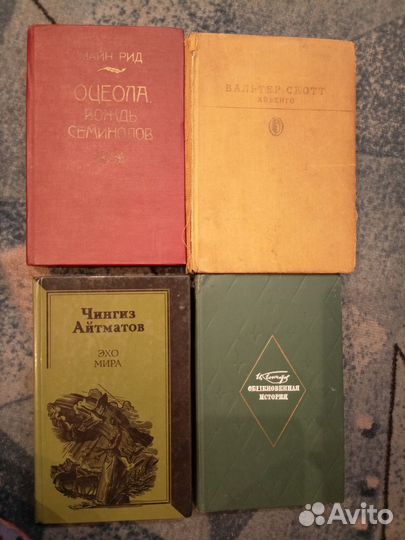 МАЙН РИД
ОЦЕОЛА,
ВОЖДЬ
СЕМИНОЛОВ
ВАЛЬТЕР СКОТТ
АЙВЕНГО
Чингиз
Айтматов
ЭХО
МИРА
И. Гончаров
ОБЫКНОВЕННАЯ
ИСТОРИЯ
Avito